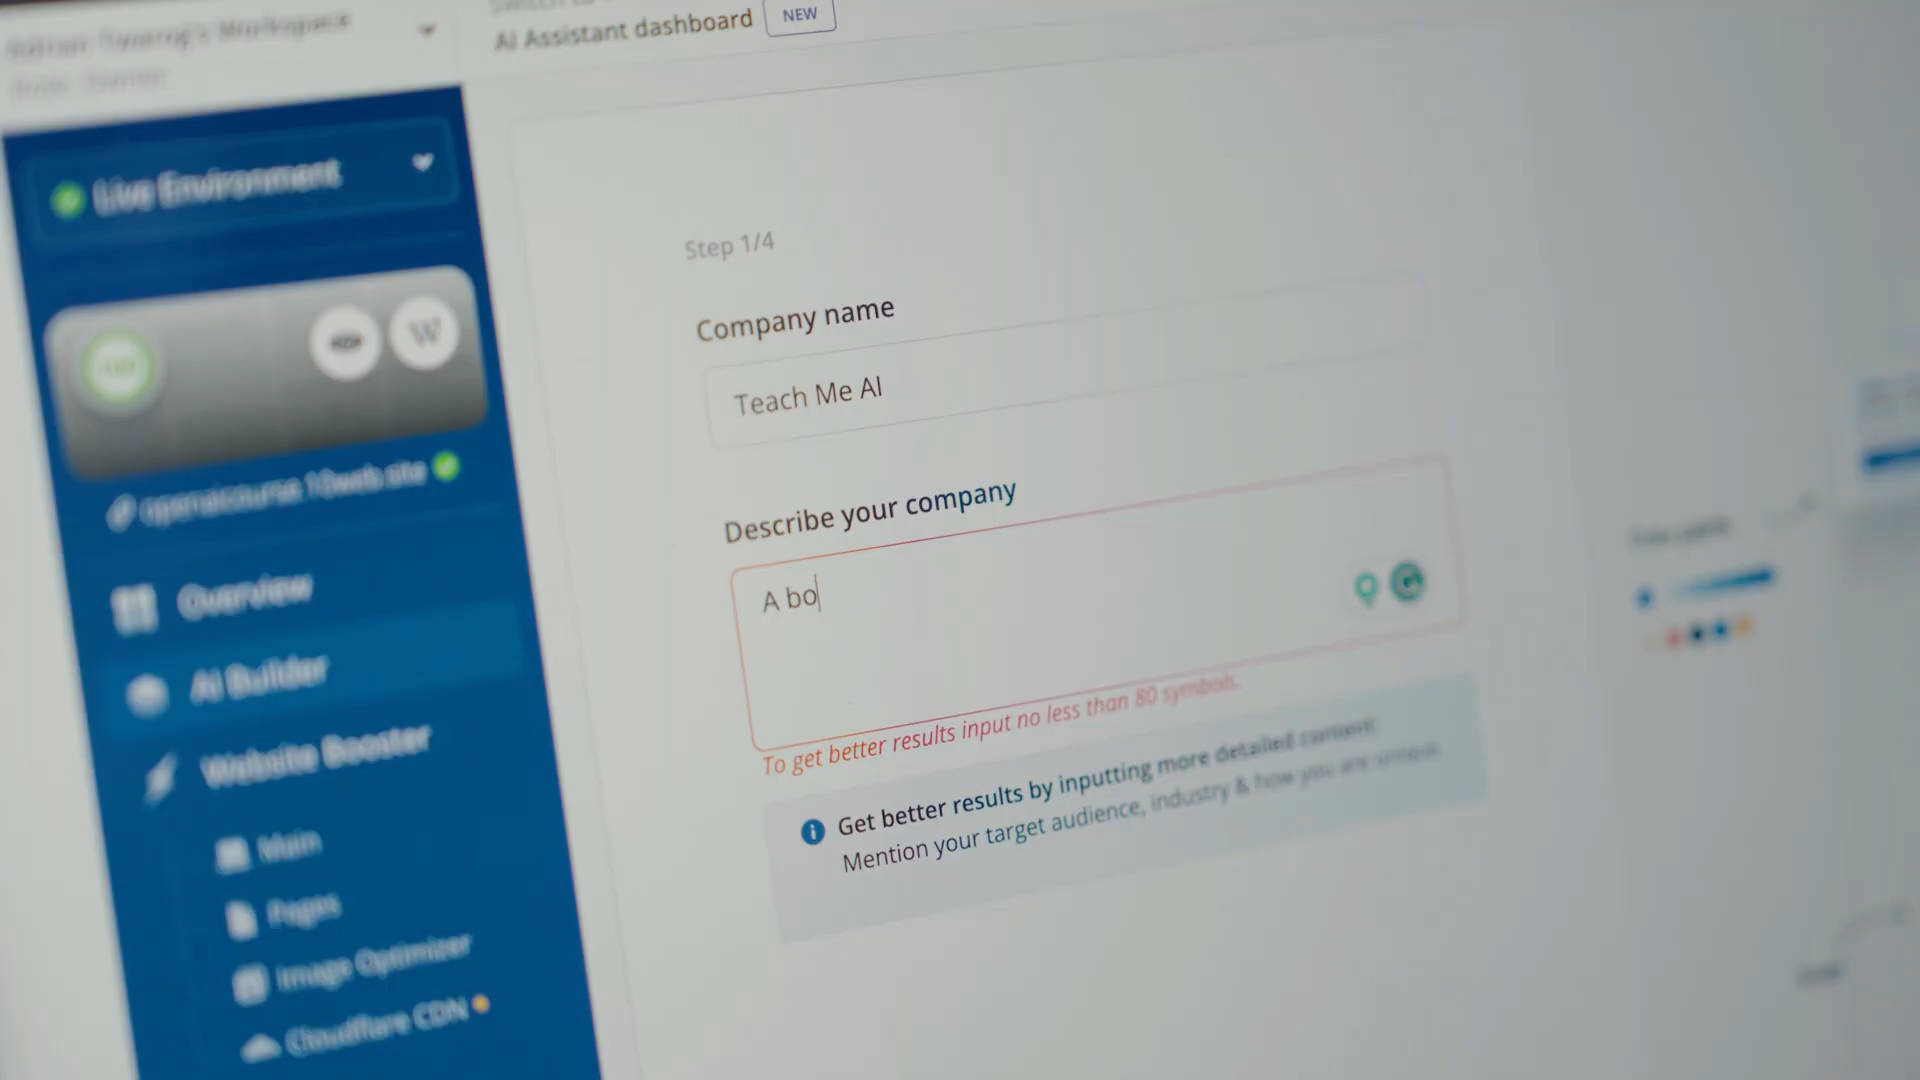 AI Assistant dashboard NEW
Live Environment
W
openaicourse.10web.site
Overview
AI Builder
Website Booster
Main
Pages
Image Optimizer
Cloudflare CDN
Step 1/4
Company name
Teach Me AI
Describe your company
A bo
To get better results input no less than 80 symbols.
Get better results by inputting more detailed content.
Mention your target audience, industry & how you are unique.